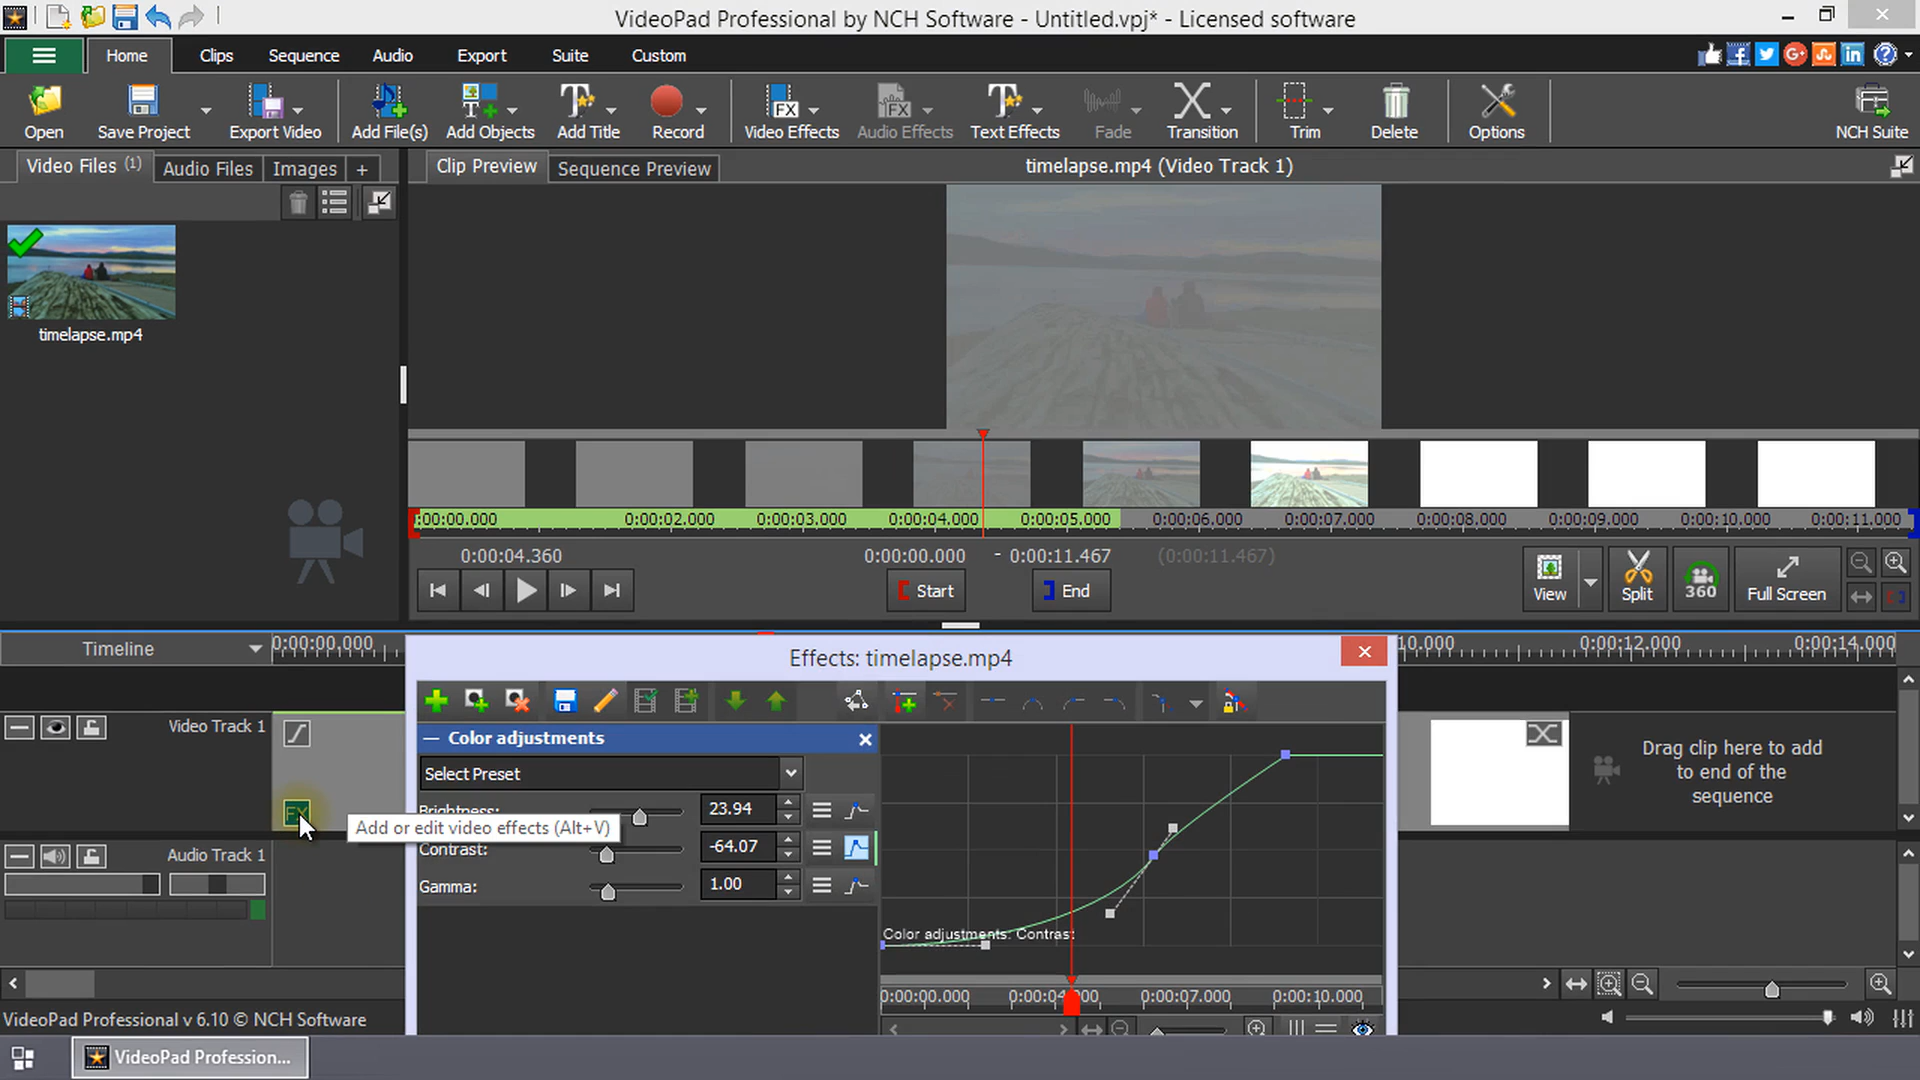 VideoPad Professional by NCH Software - Untitled.vpj* - Licensed software
Home Clips Sequence Audio Export Suite Custom
Open Save Project Export Video Add File(s) Add Objects Add Title Record Video Effects Audio Effects Text Effects Fade Transition Trim Delete Options NCH Suite
Video Files (1) Audio Files Images +
Clip Preview Sequence Preview timelapse.mp4 (Video Track 1)
timelapse.mp4
:00:00.000 0:00:02.000 0:00:03.000 0:00:04.000 0:00:05.000 0:00:06.000 0:00:07.000 0:00:08.000 0:00:09.000 0:00:10.000 0:00:11.000
0:00:04.360 0:00:00.000 - 0:00:11.467 (0:00:11.467)
Start End View Split 360 Full Screen
Timeline 0:00:00.000 10.000 0:00:12.000 0:00:14.000
Effects: timelapse.mp4
Video Track 1
FX
Color adjustments
Select Preset
Brightness: 23.94
Add or edit video effects (Alt+V)
Contrast: -64.07
Gamma: 1.00
Color adjustments: Contrast
0:00:00.000 0:00:04.000 0:00:07.000 0:00:10.000
Drag clip here to add
to end of the
sequence
Audio Track 1
VideoPad Professional v 6.10 © NCH Software
VideoPad Profession...